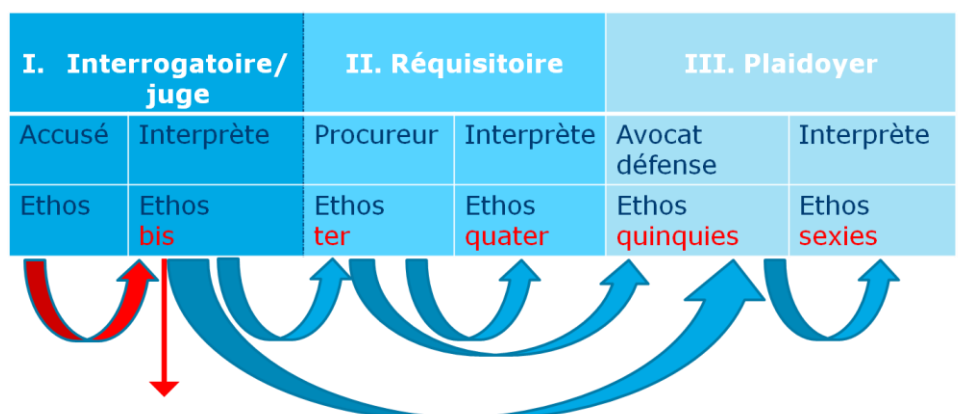 I. Interrogatoire/
juge
II. Réquisitoire
III. Plaidoyer
Accusé
Interprète
Procureur
Interprète
Avocat
défense
Interprète
Ethos
Ethos
bis
Ethos
ter
Ethos
quater
Ethos
quinquies
Ethos
sexies